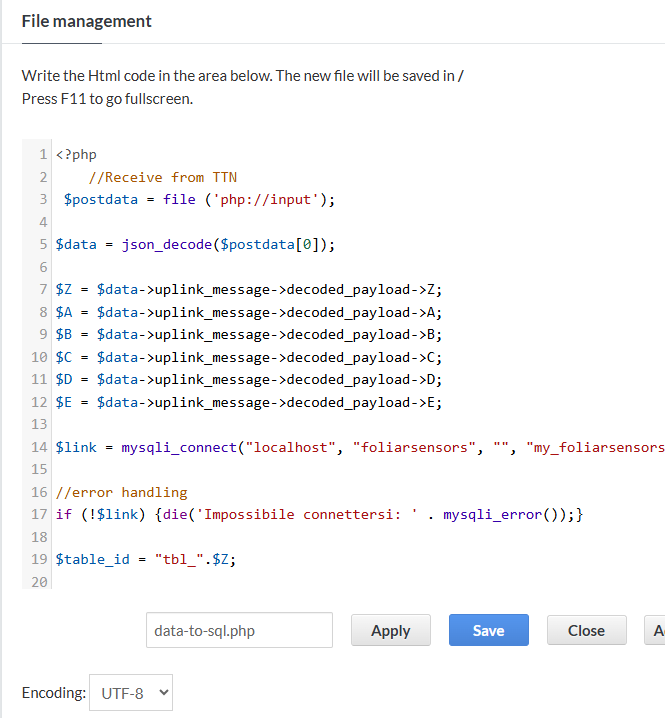 File management
Write the Html code in the area below. The new file will be saved in /
Press F11 to go fullscreen.
1 <?php
2     //Receive from TTN
3  $postdata = file ('php://input');
4
5 $data = json_decode($postdata[0]);
6
7 $Z = $data->uplink_message->decoded_payload->Z;
8 $A = $data->uplink_message->decoded_payload->A;
9 $B = $data->uplink_message->decoded_payload->B;
10 $C = $data->uplink_message->decoded_payload->C;
11 $D = $data->uplink_message->decoded_payload->D;
12 $E = $data->uplink_message->decoded_payload->E;
13
14 $link = mysqli_connect("localhost", "foliarsensors", "", "my_foliarsensors
15
16 //error handling
17 if (!$link) {die('Impossibile connettersi: ' . mysqli_error());}
18
19 $table_id = "tbl_".$Z;
20
data-to-sql.php Apply Save Close
Encoding: UTF-8